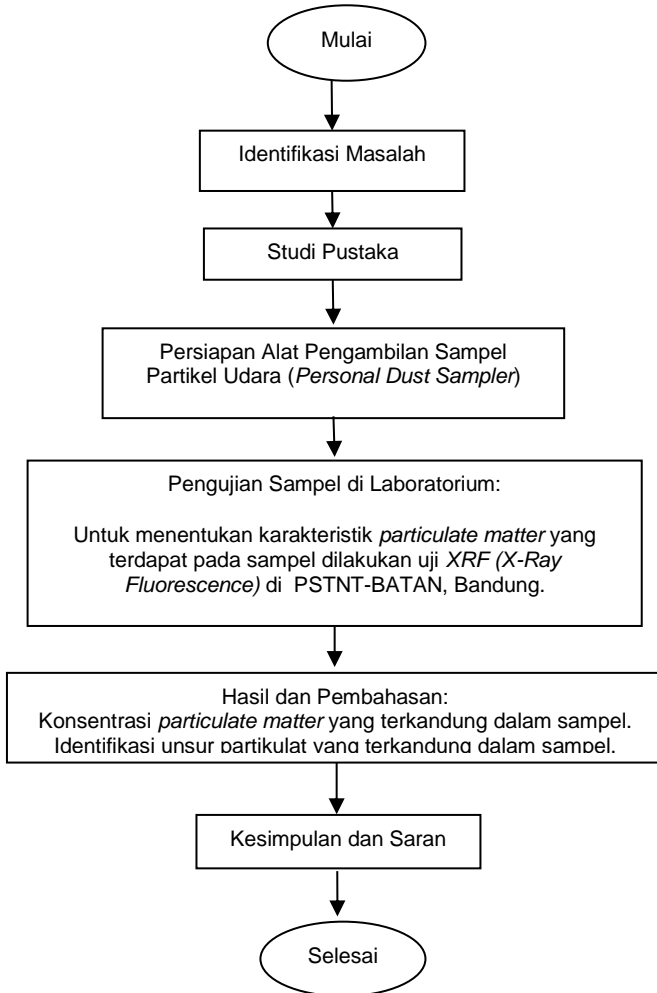 Mulai
Identifikasi Masalah
Studi Pustaka
Persiapan Alat Pengambilan Sampel
Partikel Udara (Personal Dust Sampler)
Pengujian Sampel di Laboratorium:
Untuk menentukan karakteristik particulate matter yang
terdapat pada sampel dilakukan uji XRF (X-Ray
Fluorescence) di PSTNT-BATAN, Bandung.
Hasil dan Pembahasan:
Konsentrasi particulate matter yang terkandung dalam sampel.
Identifikasi unsur partikulat yang terkandung dalam sampel.
Kesimpulan dan Saran
Selesai